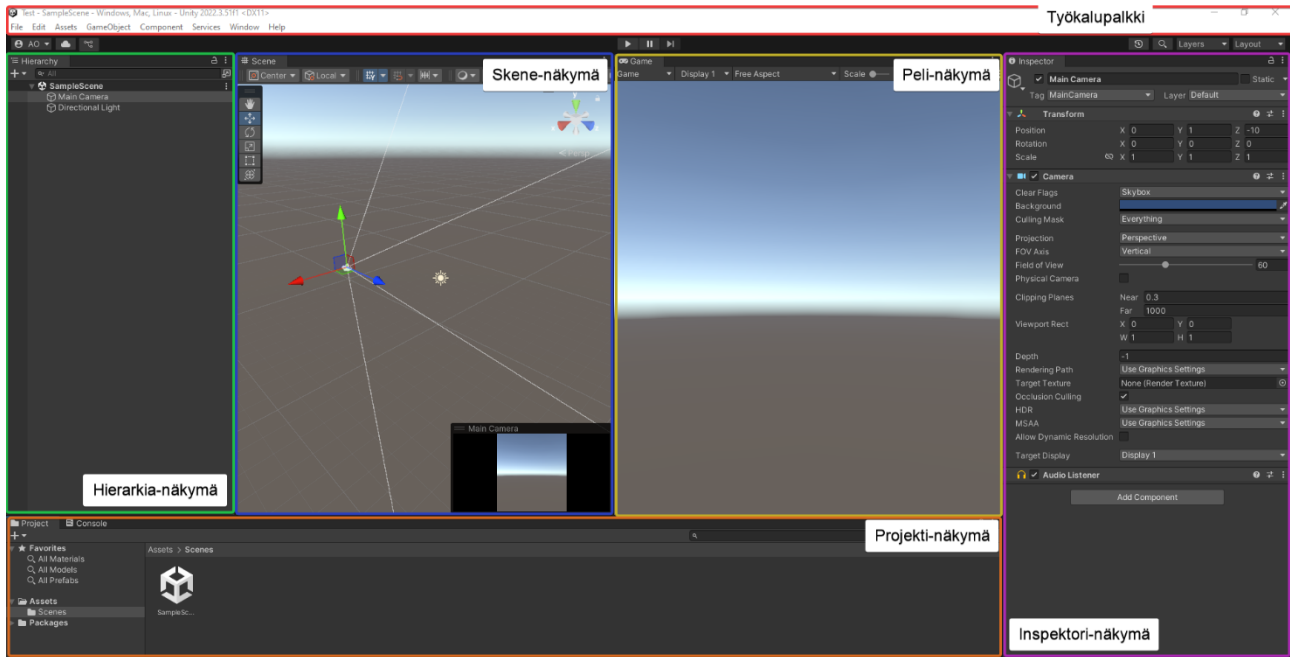 Test - SampleScene - Windows, Mac, Linux - Unity 2022.3.51f1 <DX11>
Työkalupalkki
File Edit Assets GameObject Component Services Window Help
AO
Layers Layout
Hierarchy
All
SampleScene
Main Camera
Directional Light
Hierarkia-näkymä
Scene
Center Local
Skene-näkymä
y
Persp
Main Camera
Game
Game Display 1 Free Aspect Scale
Peli-näkymä
Inspector
Main Camera Static
Tag MainCamera Layer Default
Transform
Position X 0 Y 1 Z -10
Rotation X 0 Y 0 Z 0
Scale X 1 Y 1 Z 1
Camera
Clear Flags Skybox
Background
Culling Mask Everything
Projection Perspective
FOV Axis Vertical
Field of View 60
Physical Camera
Clipping Planes Near 0.3
Far 1000
Viewport Rect X 0 Y 0
W 1 H 1
Depth -1
Rendering Path Use Graphics Settings
Target Texture None (Render Texture)
Occlusion Culling
HDR Use Graphics Settings
MSAA Use Graphics Settings
Allow Dynamic Resolution
Target Display Display 1
Audio Listener
Add Component
Inspektori-näkymä
Project Console
Projekti-näkymä
Favorites
All Materials
All Models
All Prefabs
Assets
Scenes
Packages
Assets > Scenes
SampleSc...